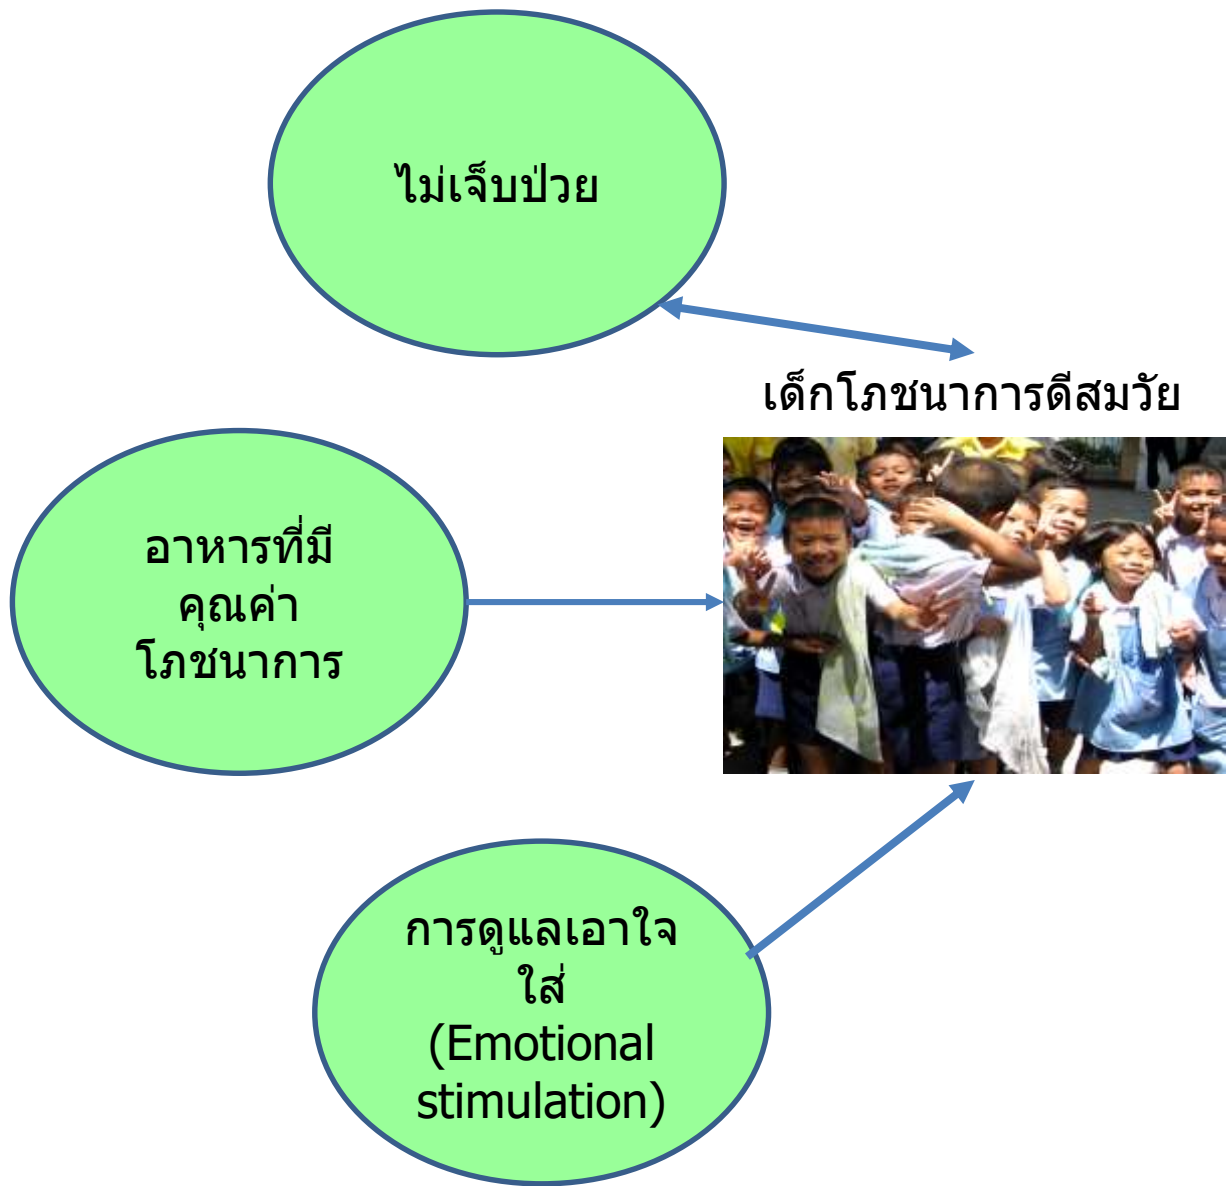 ไม่เจ็บป่วย
เด็กโภชนาการดีสมวัย
อาหารที่มี
คุณค่า
โภชนาการ
การดูแลเอาใจ
ใส่
(Emotional
stimulation)